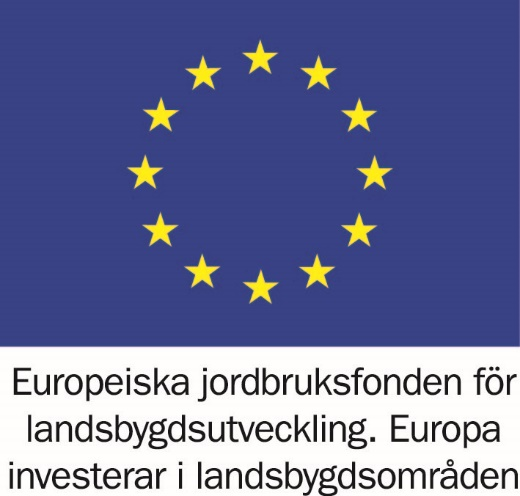 Europeiska jordbruksfonden för
landsbygdsutveckling. Europa
investerar i landsbygdsområden